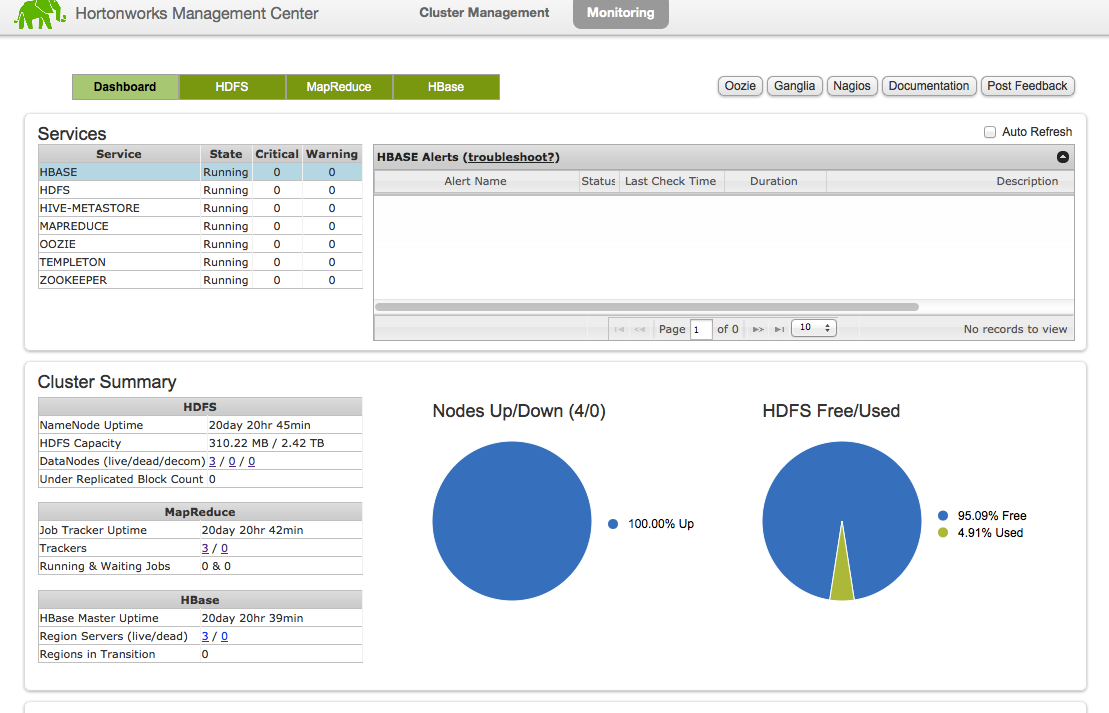 Hortonworks Management Center Cluster Management Monitoring
Dashboard HDFS MapReduce HBase Oozie Ganglia Nagios Documentation Post Feedback
Services Auto Refresh
Service State Critical Warning
HBASE Running 0 0
HDFS Running 0 0
HIVE-METASTORE Running 0 0
MAPREDUCE Running 0 0
OOZIE Running 0 0
TEMPLETON Running 0 0
ZOOKEEPER Running 0 0
HBASE Alerts (troubleshoot?)
Alert Name Status Last Check Time Duration Description
Page 1 of 0 10 No records to view
Cluster Summary
HDFS
NameNode Uptime 20day 20hr 45min
HDFS Capacity 310.22 MB / 2.42 TB
DataNodes (live/dead/decom) 3 / 0 / 0
Under Replicated Block Count 0
MapReduce
Job Tracker Uptime 20day 20hr 42min
Trackers 3 / 0
Running & Waiting Jobs 0 & 0
HBase
HBase Master Uptime 20day 20hr 39min
Region Servers (live/dead) 3 / 0
Regions in Transition 0
Nodes Up/Down (4/0)
100.00% Up
HDFS Free/Used
95.09% Free
4.91% Used